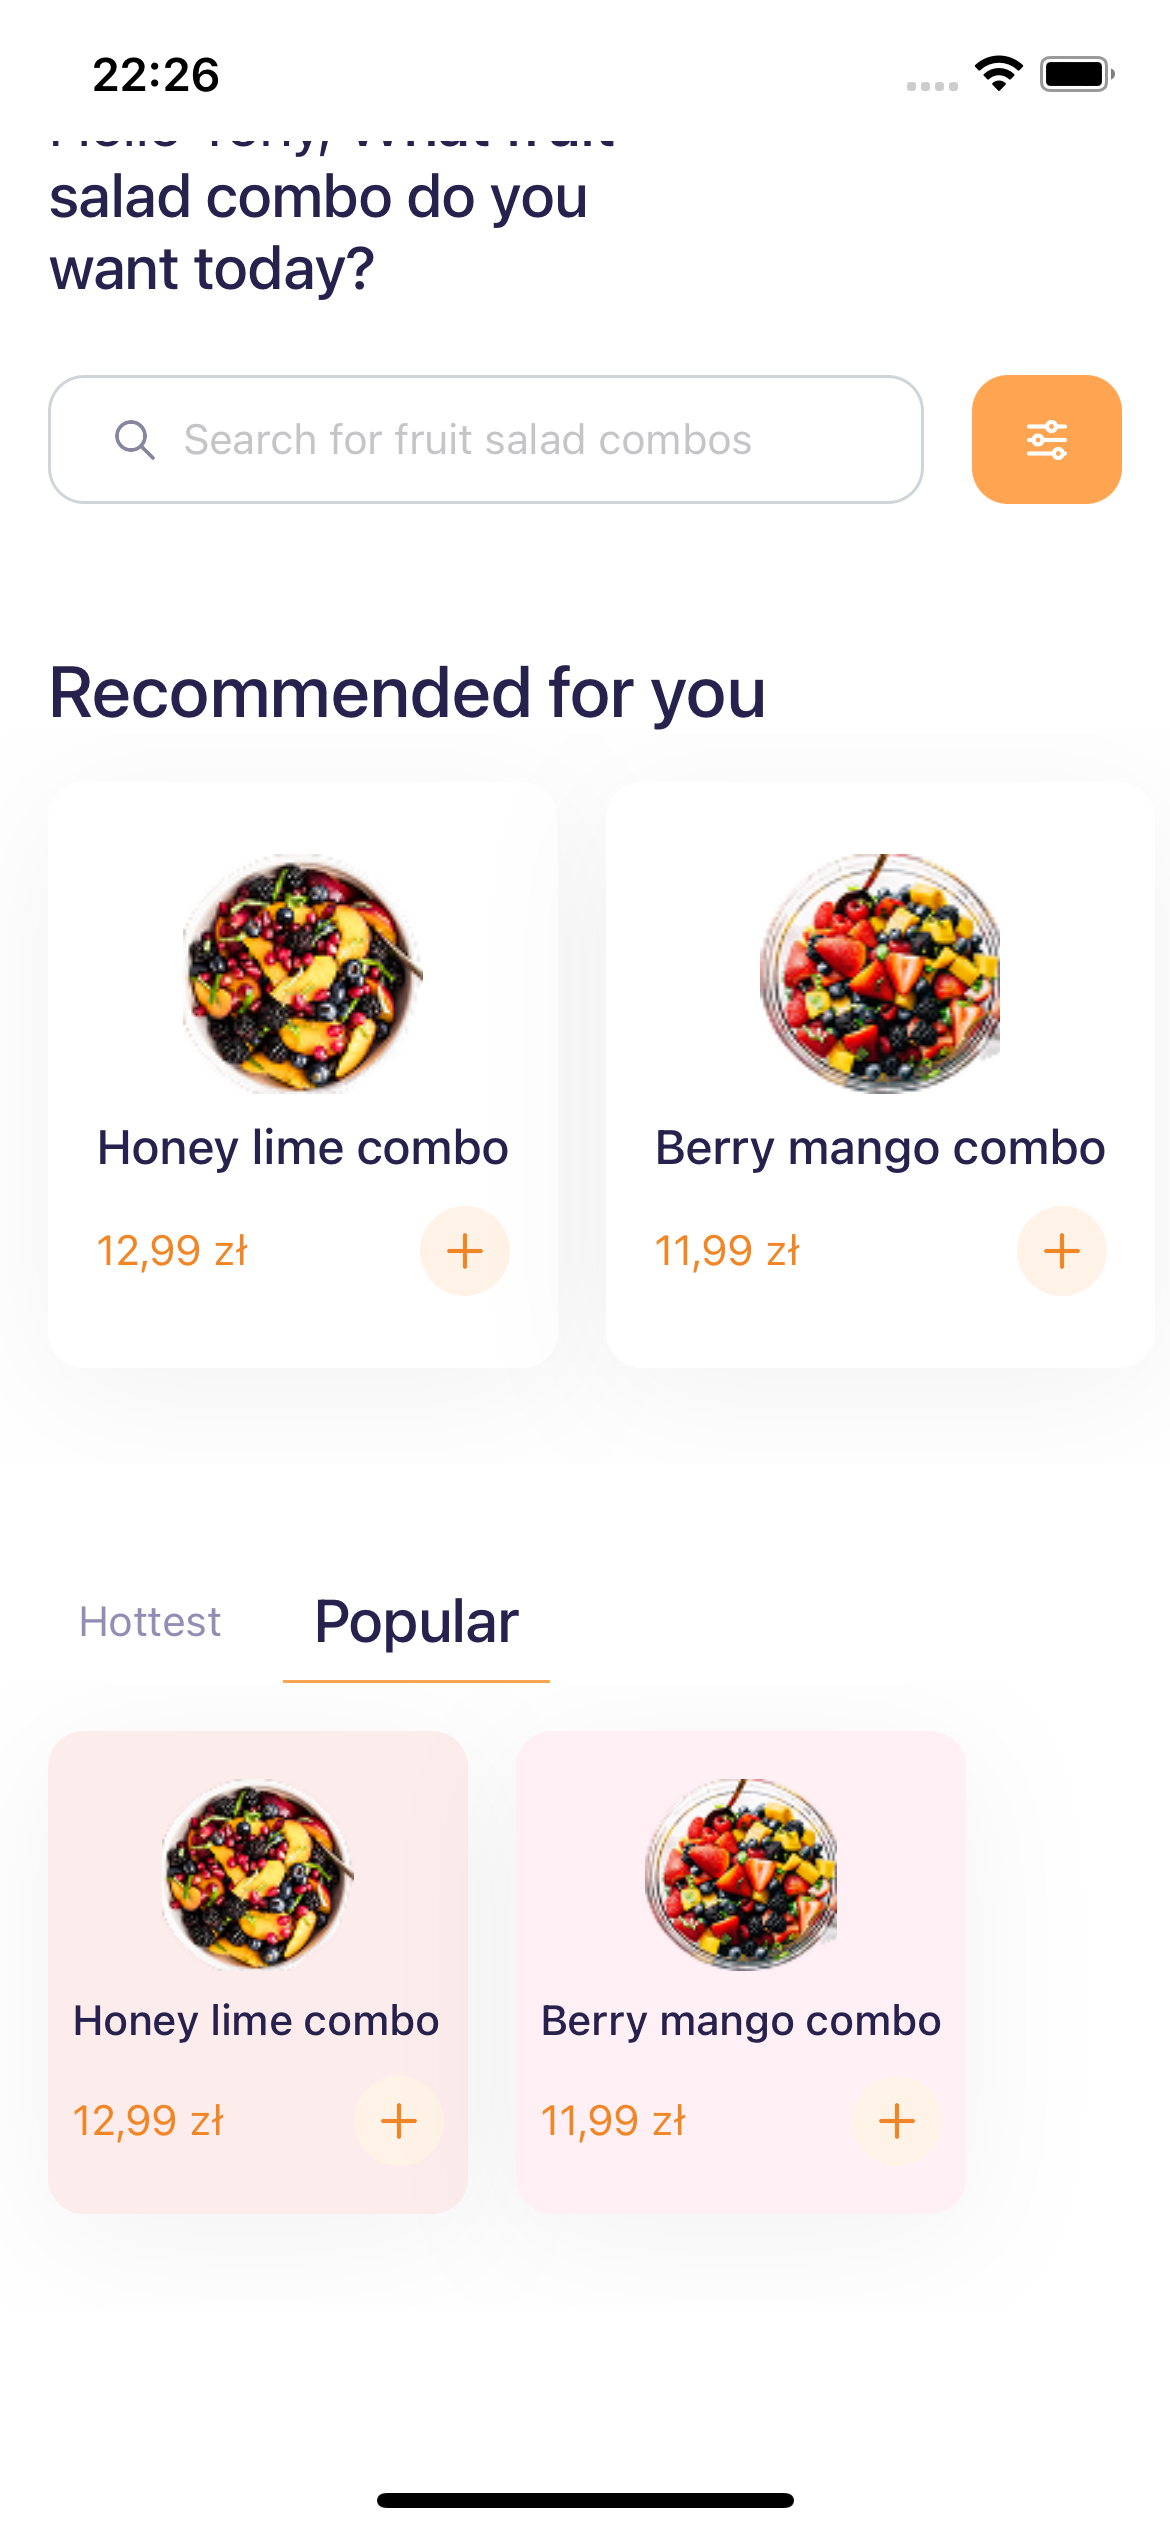 22:26
What fruit
salad combo do you
want today?
Search for fruit salad combos
Recommended for you
Honey lime combo
Berry mango combo
12,99 zł
11,99 zł
Hottest
Popular
Honey lime combo
Berry mango combo
12,99 zł
11,99 zł